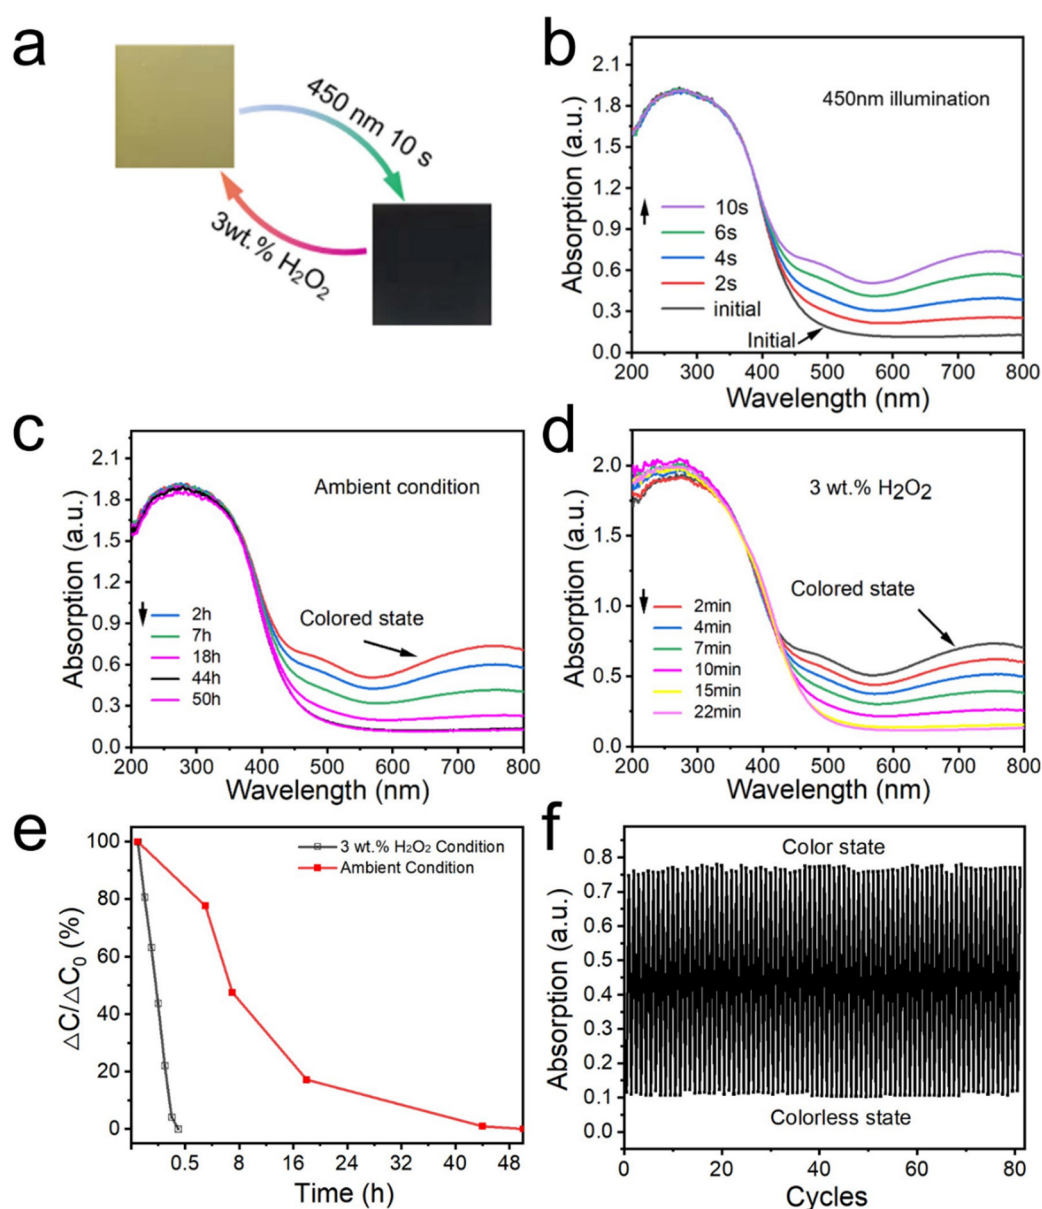 a
450 nm 10 s
3wt.% H₂O₂
b
Absorption (a.u.)
2.1
1.8
1.5
1.2
0.9
0.6
0.3
0.0
450nm illumination
10s
6s
4s
2s
initial
Initial
200 300 400 500 600 700 800
Wavelength (nm)
c
Absorption (a.u.)
2.1
1.8
1.5
1.2
0.9
0.6
0.3
0.0
Ambient condition
Colored state
2h
7h
18h
44h
50h
200 300 400 500 600 700 800
Wavelength (nm)
d
Absorption (a.u.)
2.0
1.5
1.0
0.5
0.0
3 wt.% H₂O₂
Colored state
2min
4min
7min
10min
15min
22min
200 300 400 500 600 700 800
Wavelength (nm)
e
△C/△C₀ (%)
100
80
60
40
20
0
3 wt.% H₂O₂ Condition
Ambient Condition
0.5 8 16 24 32 40 48
Time (h)
f
Absorption (a.u.)
0.8
0.7
0.6
0.5
0.4
0.3
0.2
0.1
0.0
Color state
Colorless state
0 20 40 60 80
Cycles